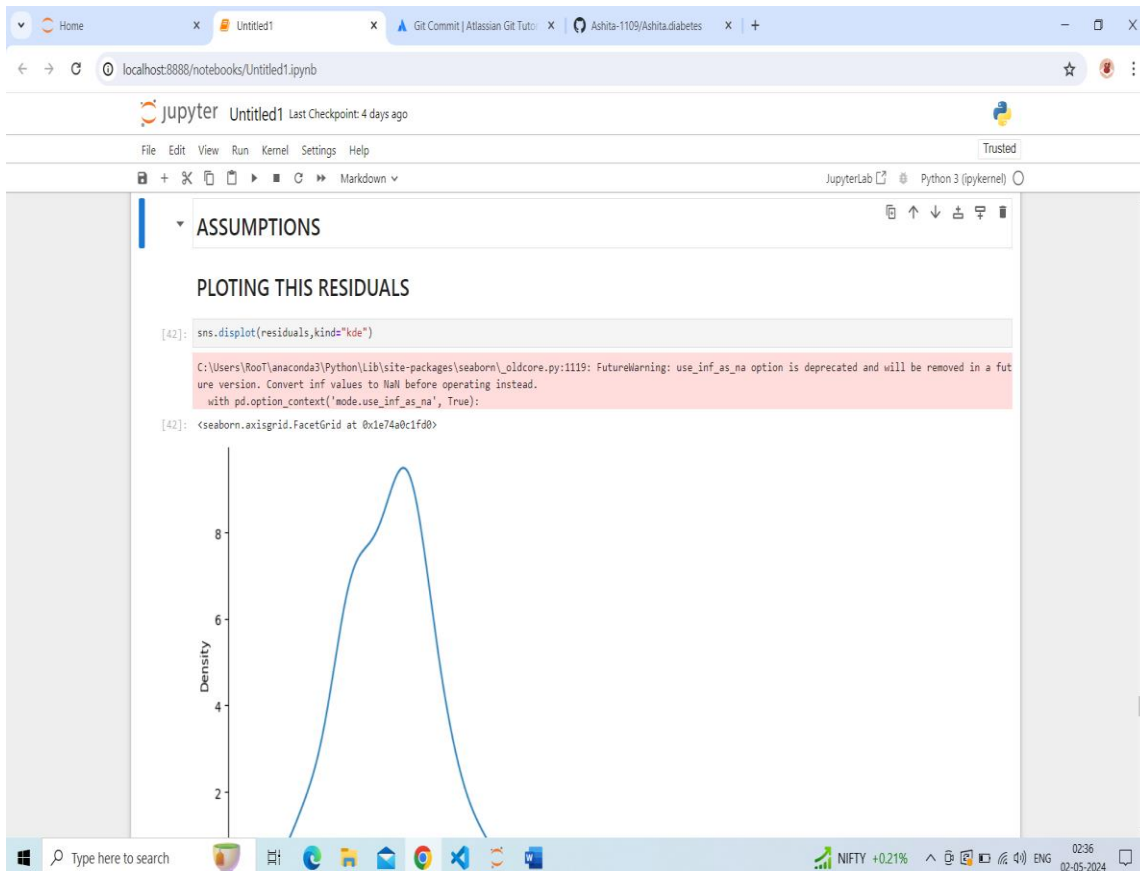 Home
Untitled1
Git Commit | Atlassian Git Tutor
Ashita-1109/Ashita.diabetes
localhost:8888/notebooks/Untitled1.ipynb
jupyter Untitled1 Last Checkpoint: 4 days ago
File Edit View Run Kernel Settings Help
Trusted
Markdown
JupyterLab
Python 3 (ipykernel)
ASSUMPTIONS
PLOTING THIS RESIDUALS
[42]: sns.displot(residuals,kind="kde")
C:\Users\RooT\anaconda3\Python\Lib\site-packages\seaborn\_oldcore.py:1119: FutureWarning: use_inf_as_na option is deprecated and will be removed in a fut
ure version. Convert inf values to NaN before operating instead.
with pd.option_context('mode.use_inf_as_na', True):
[42]: <seaborn.axisgrid.FacetGrid at 0x1e74a0c1fd0>
8
6
Density
4
2
Type here to search
NIFTY +0.21%
ENG
02:36
02-05-2024